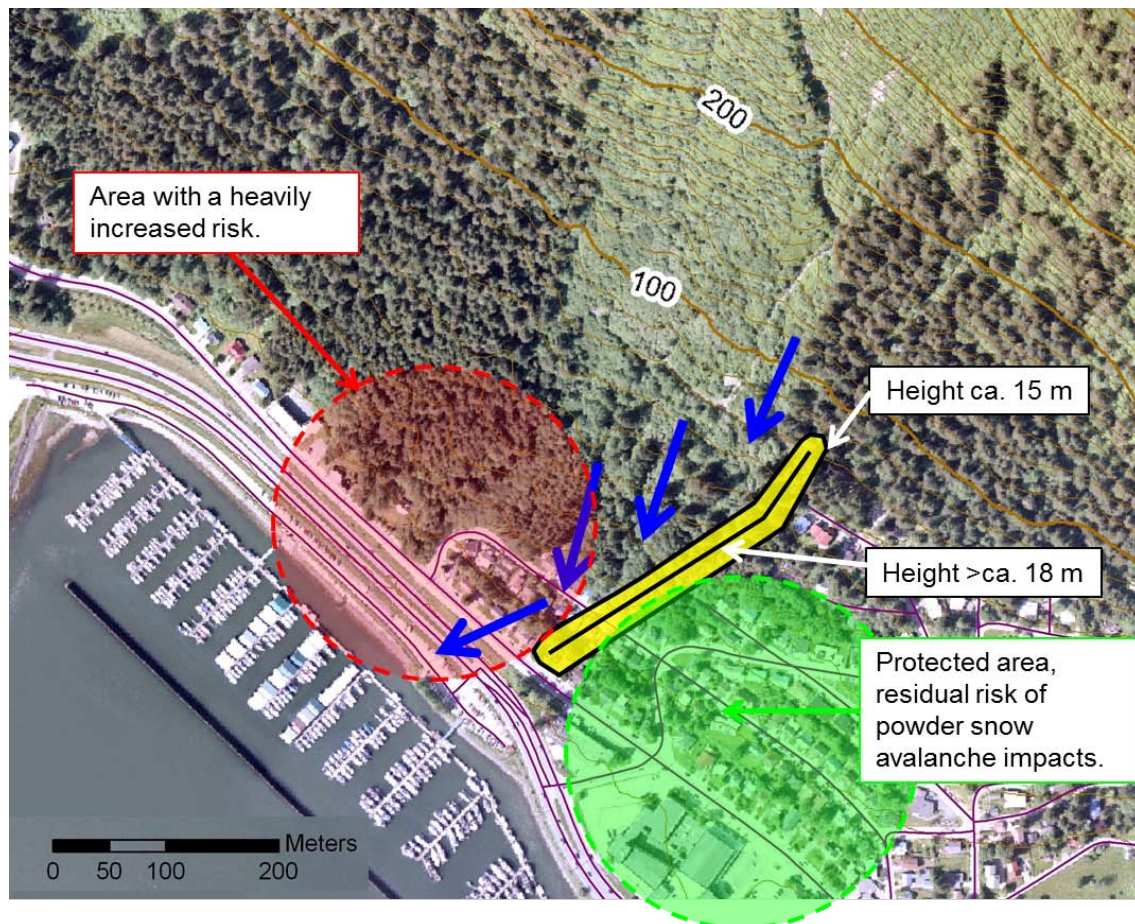 200
Area with a heavily
increased risk.
100
Height ca. 15 m
Height >ca. 18 m
Protected area,
residual risk of
powder snow
avalanche impacts.
Meters
0 50 100 200